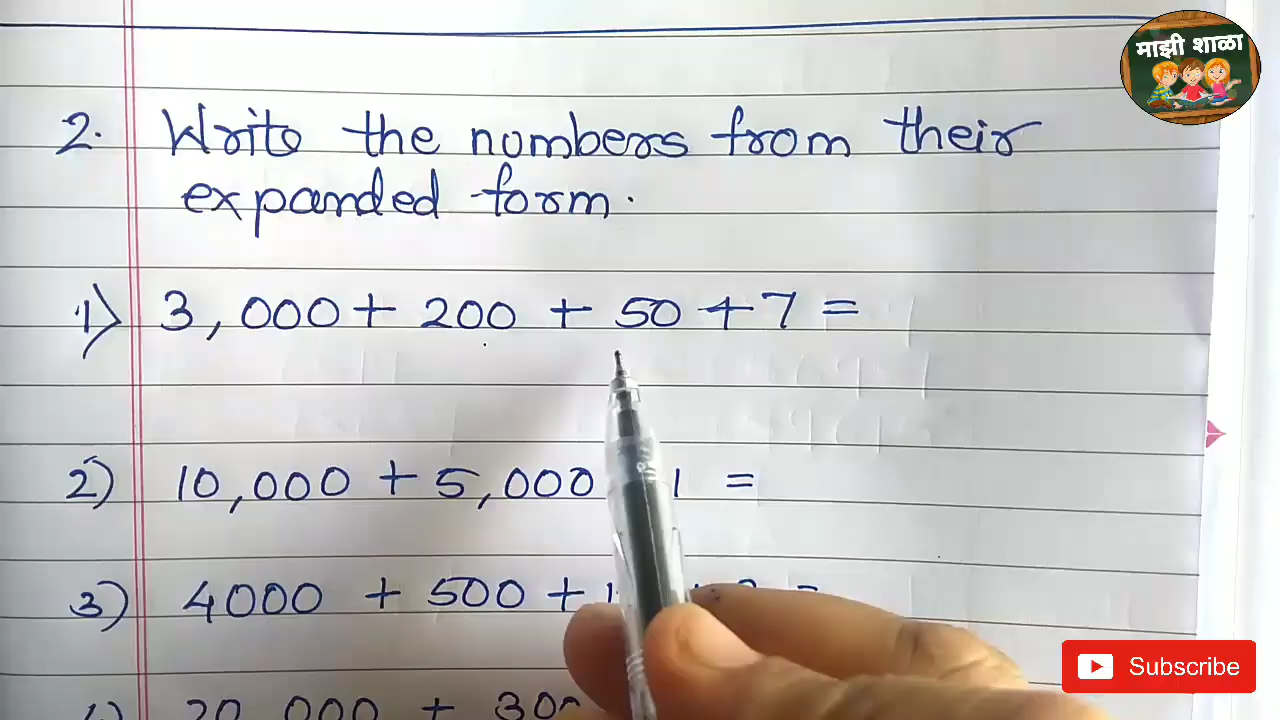 माझी शाळा
2. Write the numbers from their
expanded form.
1) 3,000 + 200 + 50 + 7 =
2) 10,000 + 5,000 1 =
3) 4000 + 500 + =
20,000 +
Subscribe